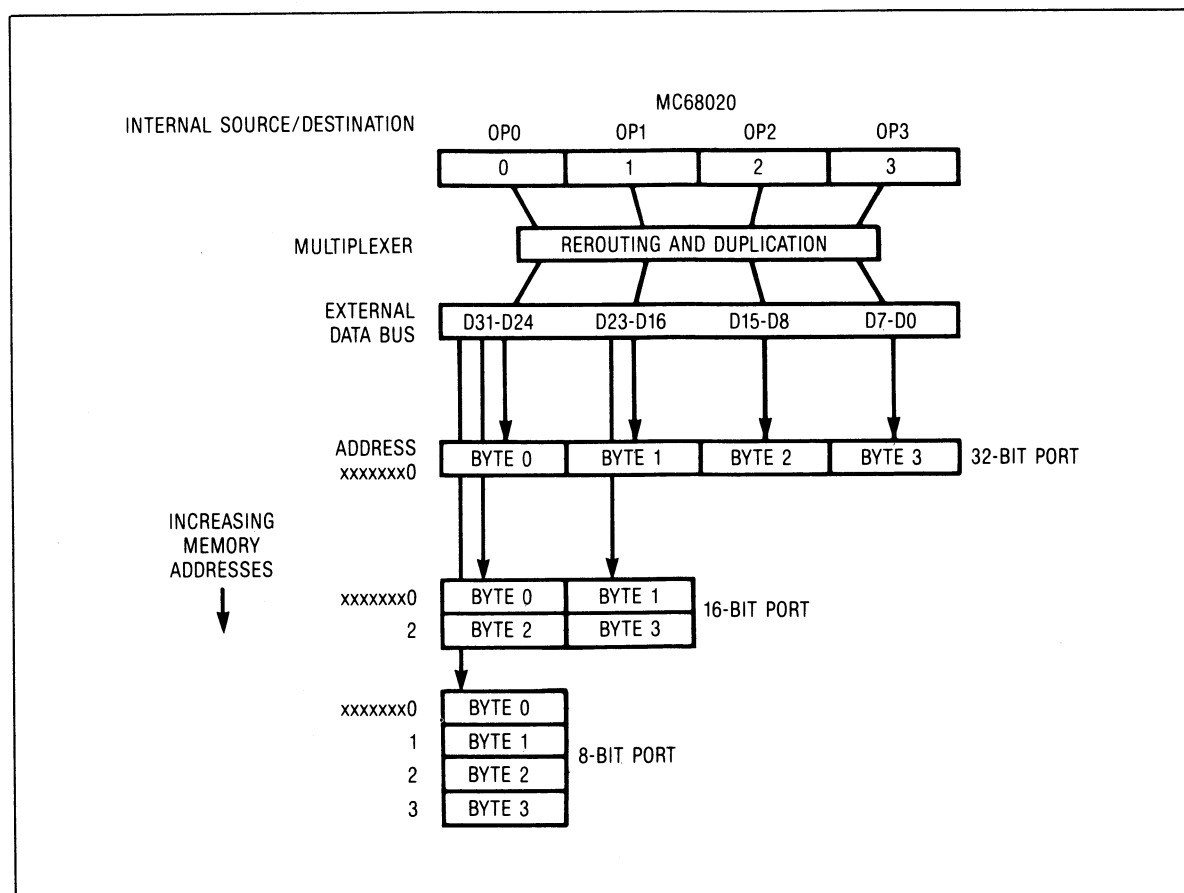 MC68020
INTERNAL SOURCE/DESTINATION
OP0 OP1 OP2 OP3
0 1 2 3
MULTIPLEXER
REROUTING AND DUPLICATION
EXTERNAL
DATA BUS
D31-D24 D23-D16 D15-D8 D7-D0
ADDRESS
xxxxxxx0
BYTE 0 BYTE 1 BYTE 2 BYTE 3
32-BIT PORT
INCREASING
MEMORY
ADDRESSES
xxxxxxx0 BYTE 0 BYTE 1
16-BIT PORT
2 BYTE 2 BYTE 3
xxxxxxx0 BYTE 0
1 BYTE 1
8-BIT PORT
2 BYTE 2
3 BYTE 3